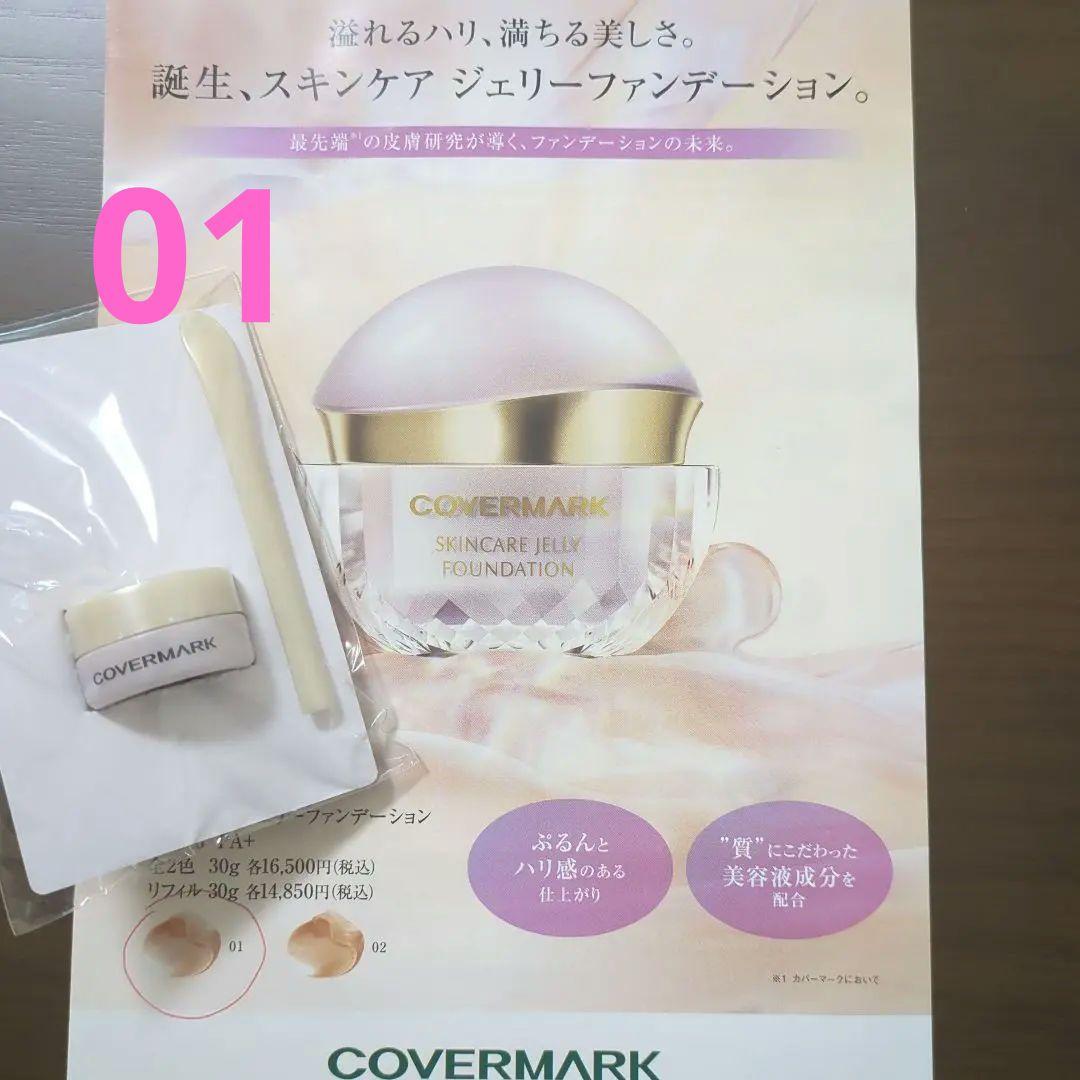 溢れるハリ、満ちる美しさ。
誕生、スキンケア ジェリーファンデーション。
最先端※1の皮膚研究が導く、ファンデーションの未来。
01
COVERMARK
SKINCARE JELLY
FOUNDATION
COVERMARK
ーファンデーション
PA+
全2色 30g 各16,500円(税込)
リフィル 30g 各14,850円(税込)
01
02
ぷるんと
ハリ感のある
仕上がり
”質”にこだわった
美容液成分を
配合
※1 カバーマークにおいて
COVERMARK